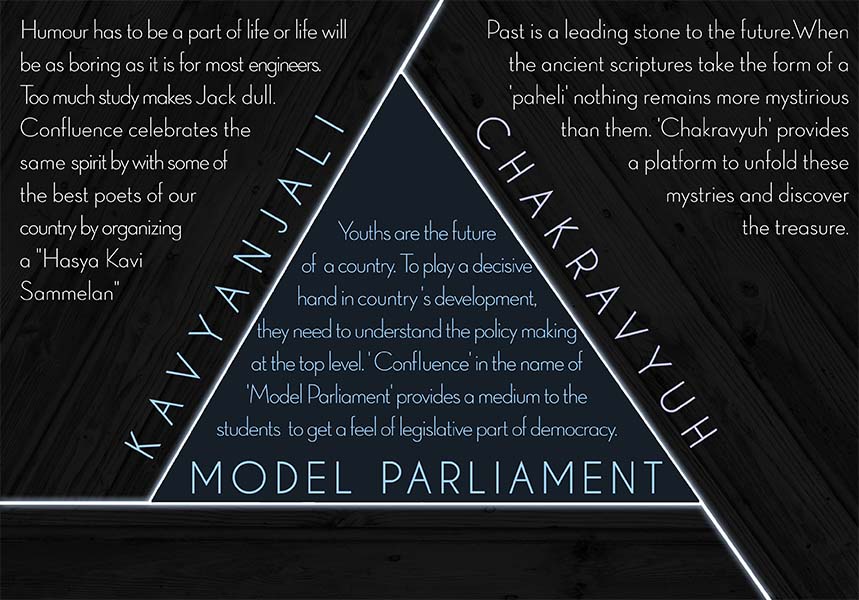 Humour has to be a part of life or life will
be as boring as it is for most engineers.
Too much study makes Jack dull.
Confluence celebrates the
same spirit by with some of
the best poets of our
country by organizing
a "Hasya Kavi
Sammelan"
KAVYANJALI
Past is a leading stone to the future.When
the ancient scriptures take the form of a
'paheli' nothing remains more mystirious
than them. 'Chakravyuh' provides
a platform to unfold these
mystries and discover
the treasure.
CHAKRAVYUH
Youths are the future
of a country. To play a decisive
hand in country 's development,
they need to understand the policy making
at the top level. ' Confluence' in the name of
'Model Parliament' provides a medium to the
students to get a feel of legislative part of democracy.
MODEL PARLIAMENT